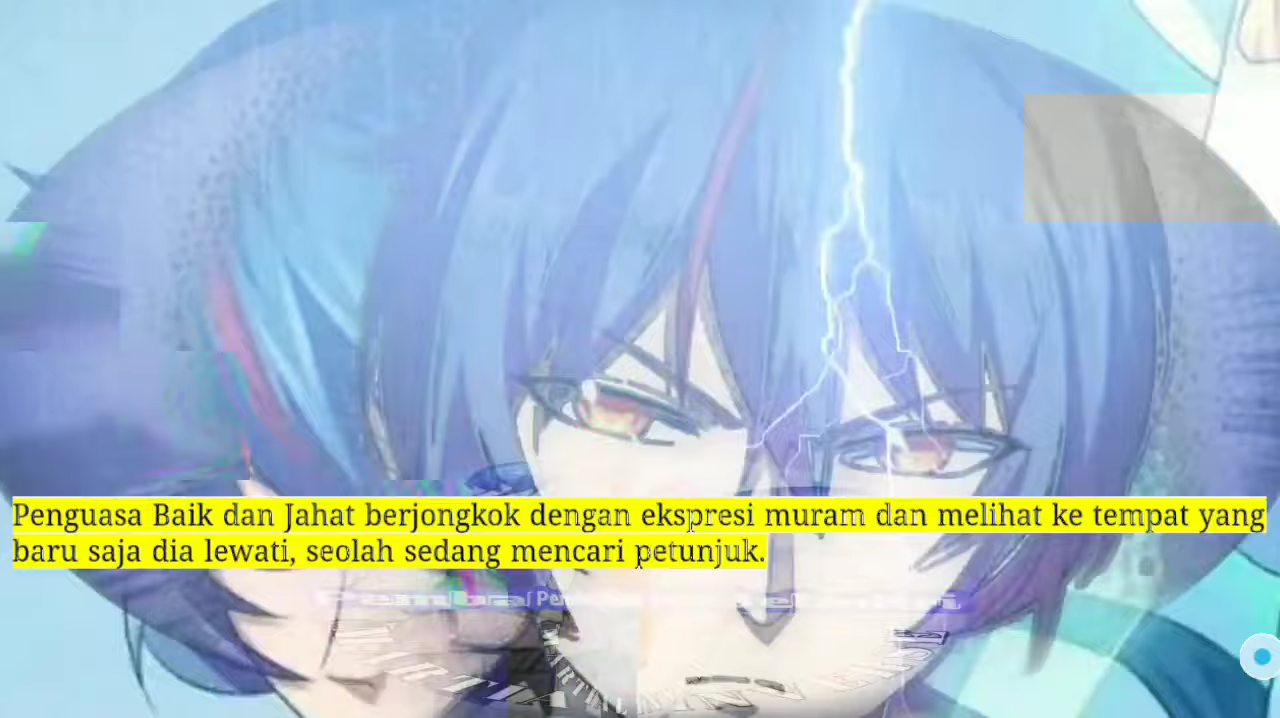 Penguasa Baik dan Jahat berjongkok dengan ekspresi muram dan melihat ke tempat yang
baru saja dia lewati, seolah sedang mencari petunjuk.